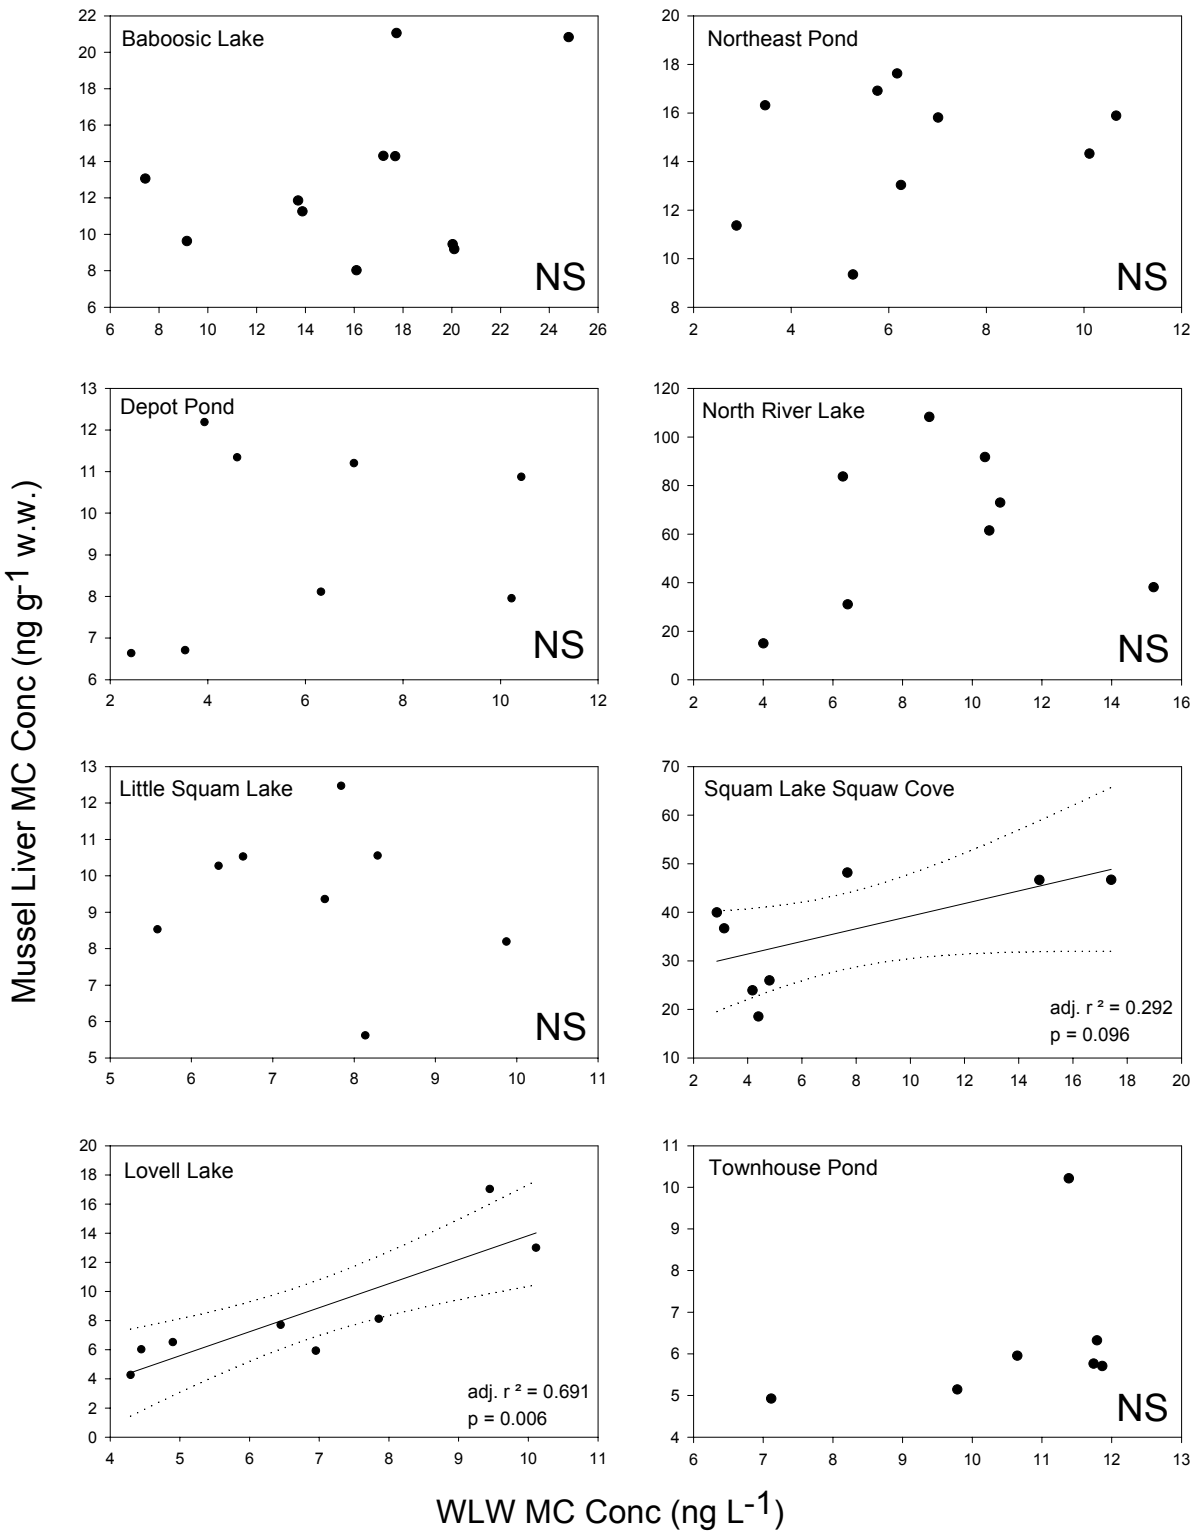 Mussel Liver MC Conc (ng g-1 w.w.)
Baboosic Lake
22
20
18
16
14
12
10
8
6
NS
6 8 10 12 14 16 18 20 22 24 26
Northeast Pond
20
18
16
14
12
10
8
NS
2 4 6 8 10 12
Depot Pond
13
12
11
10
9
8
7
6
NS
2 4 6 8 10 12
North River Lake
120
100
80
60
40
20
0
NS
2 4 6 8 10 12 14 16
Little Squam Lake
13
12
11
10
9
8
7
6
5
NS
5 6 7 8 9 10 11
Squam Lake Squaw Cove
70
60
50
40
30
20
10
adj. r ² = 0.292
p = 0.096
2 4 6 8 10 12 14 16 18 20
Lovell Lake
20
18
16
14
12
10
8
6
4
2
0
adj. r ² = 0.691
p = 0.006
4 5 6 7 8 9 10 11
Townhouse Pond
11
10
9
8
7
6
5
4
NS
6 7 8 9 10 11 12 13
WLW MC Conc (ng L-1)